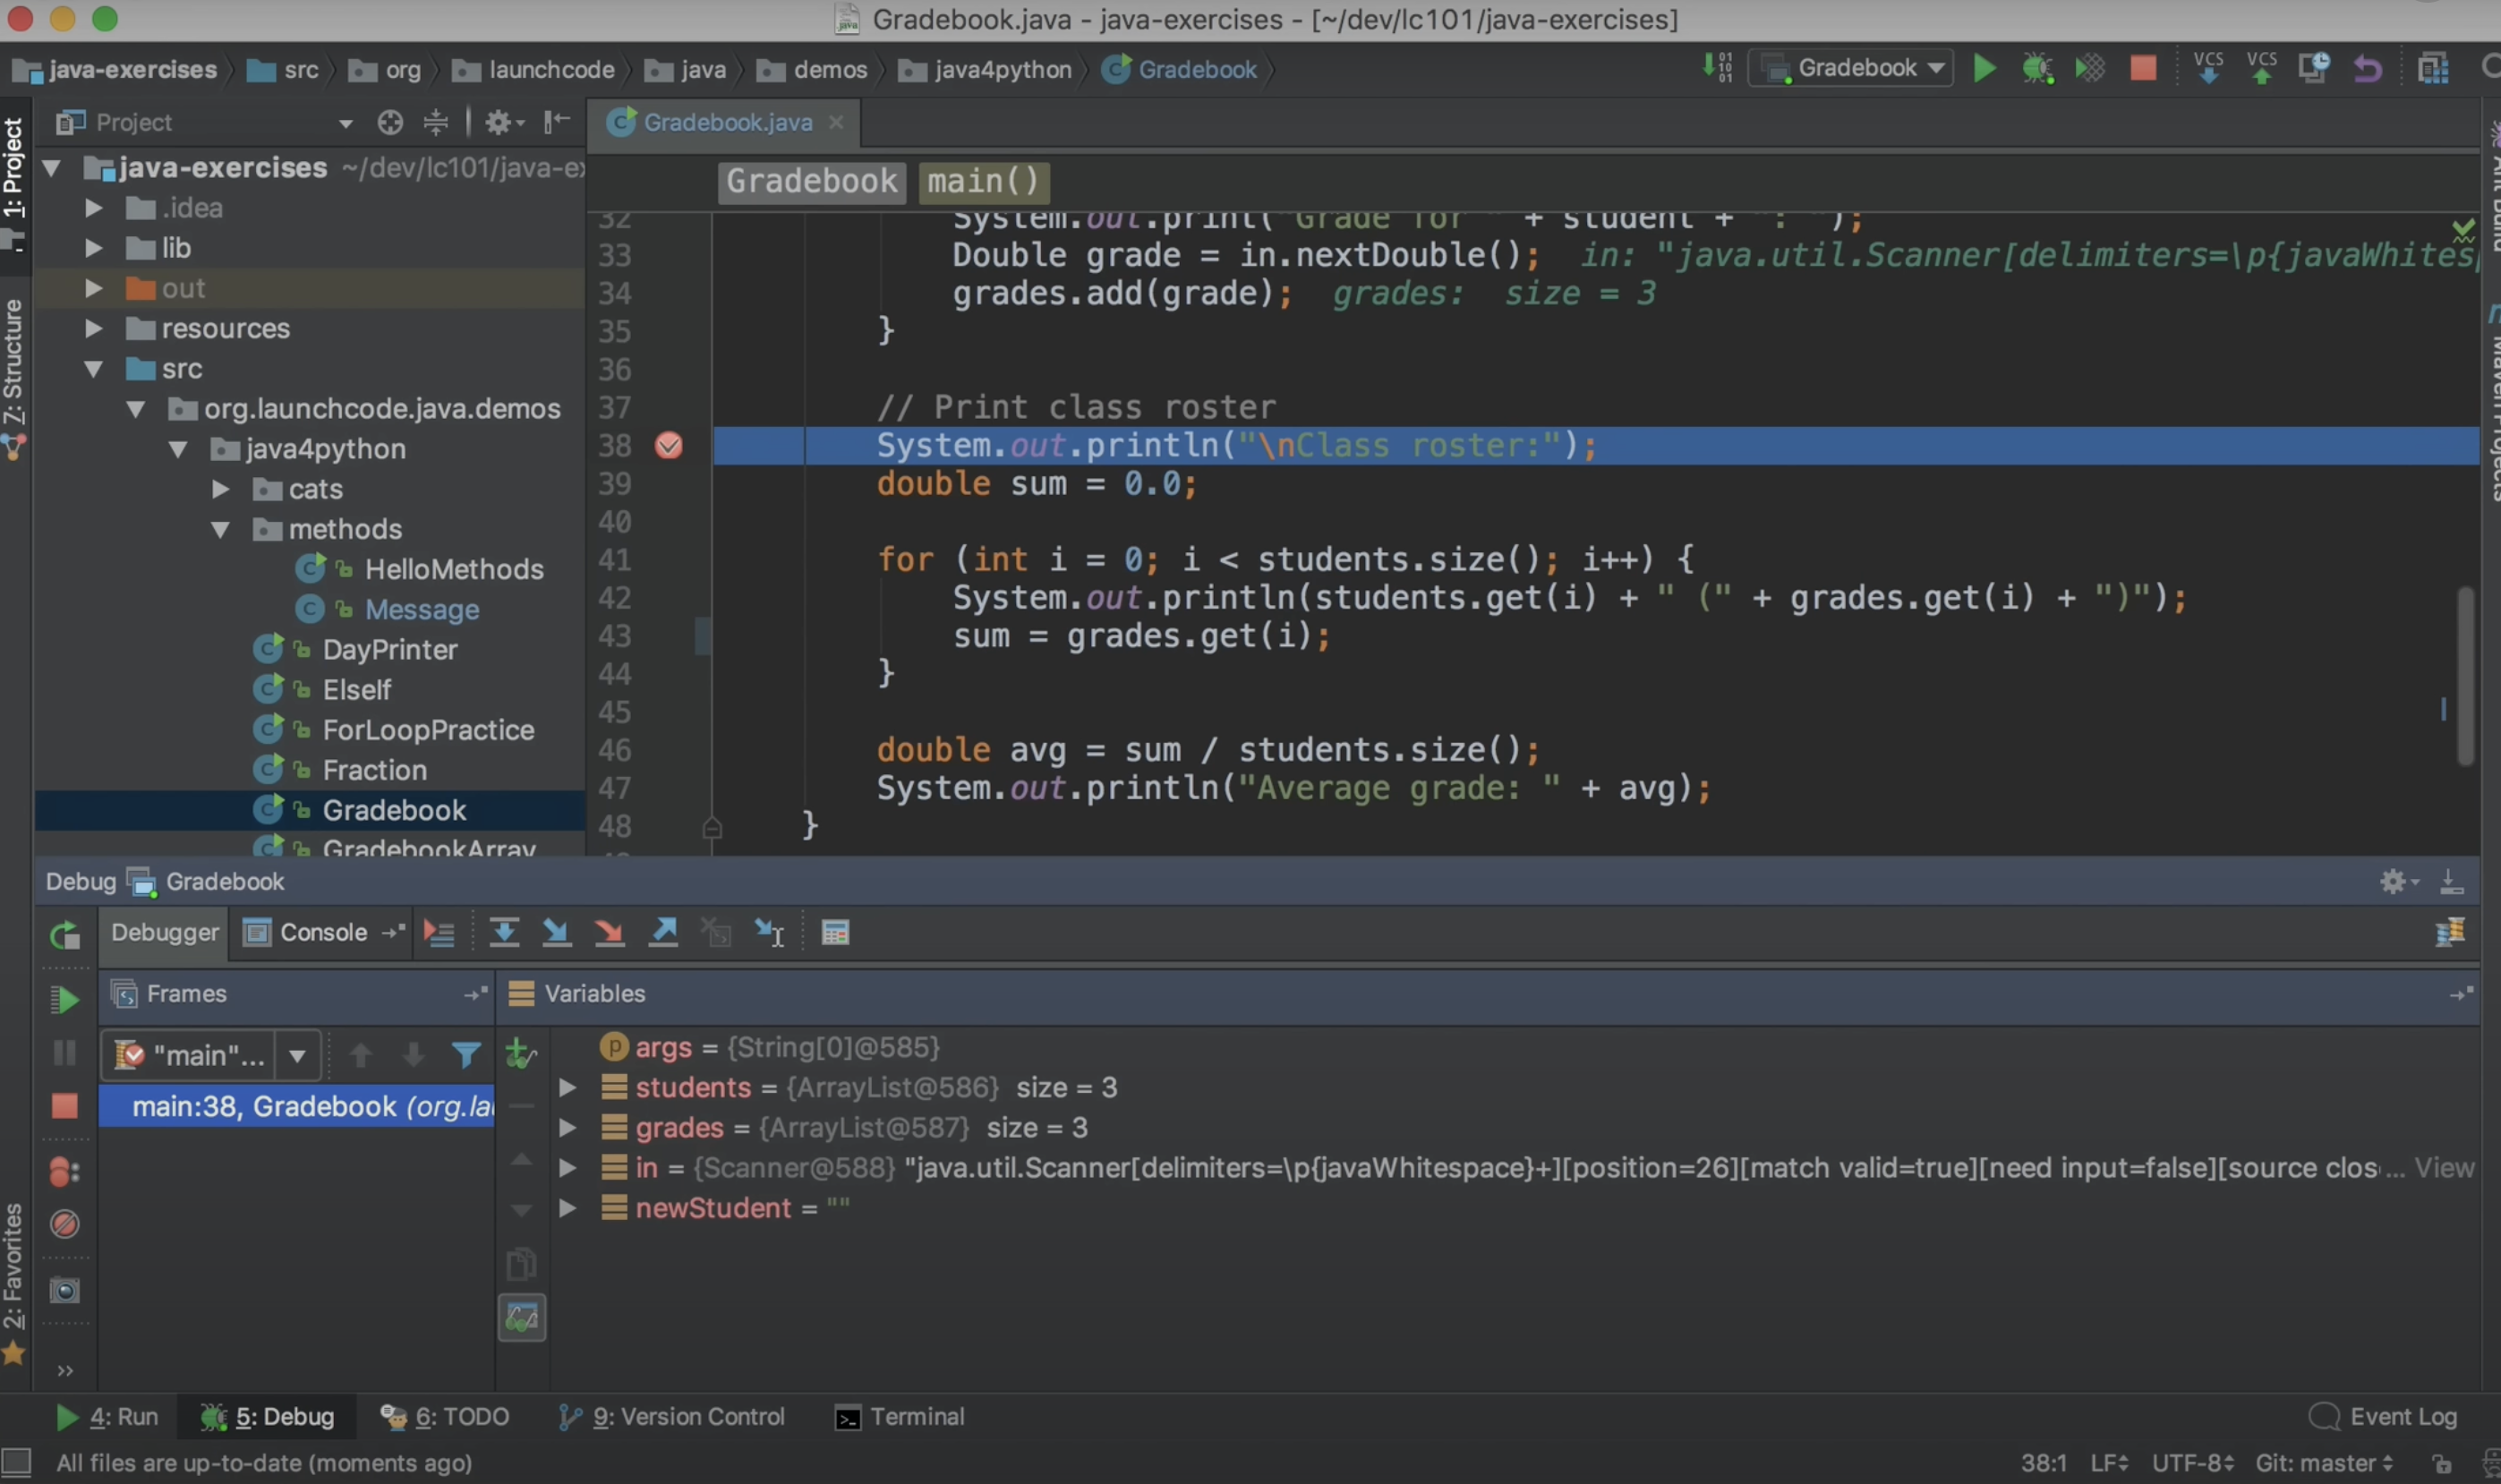 Gradebook.java - java-exercises - [~/dev/lc101/java-exercises]
java-exercises src org launchcode java demos java4python Gradebook
Gradebook
VCS VCS
1: Project
7: Structure
2: Favorites
Project
java-exercises ~/dev/lc101/java-ex
.idea
lib
out
resources
src
org.launchcode.java.demos
java4python
cats
methods
HelloMethods
Message
DayPrinter
ElseIf
ForLoopPractice
Fraction
Gradebook
GradebookArray
Gradebook.java
Gradebook main()
32 System.out.print("Grade for " + student + ": ");
33 Double grade = in.nextDouble(); in: "java.util.Scanner[delimiters=\p{javaWhitesp
34 grades.add(grade); grades: size = 3
35 }
36
37 // Print class roster
38 System.out.println("\nClass roster:");
39 double sum = 0.0;
40
41 for (int i = 0; i < students.size(); i++) {
42 System.out.println(students.get(i) + " (" + grades.get(i) + ")");
43 sum = grades.get(i);
44 }
45
46 double avg = sum / students.size();
47 System.out.println("Average grade: " + avg);
48 }
Ant Build
Maven Projects
Debug Gradebook
Debugger Console
Frames
"main"...
main:38, Gradebook (org.la
Variables
args = {String[0]@585}
students = {ArrayList@586} size = 3
grades = {ArrayList@587} size = 3
in = {Scanner@588} "java.util.Scanner[delimiters=\p{javaWhitespace}+][position=26][match valid=true][need input=false][source clos... View
newStudent = ""
4: Run 5: Debug 6: TODO 9: Version Control Terminal Event Log
All files are up-to-date (moments ago) 38:1 LF UTF-8 Git: master